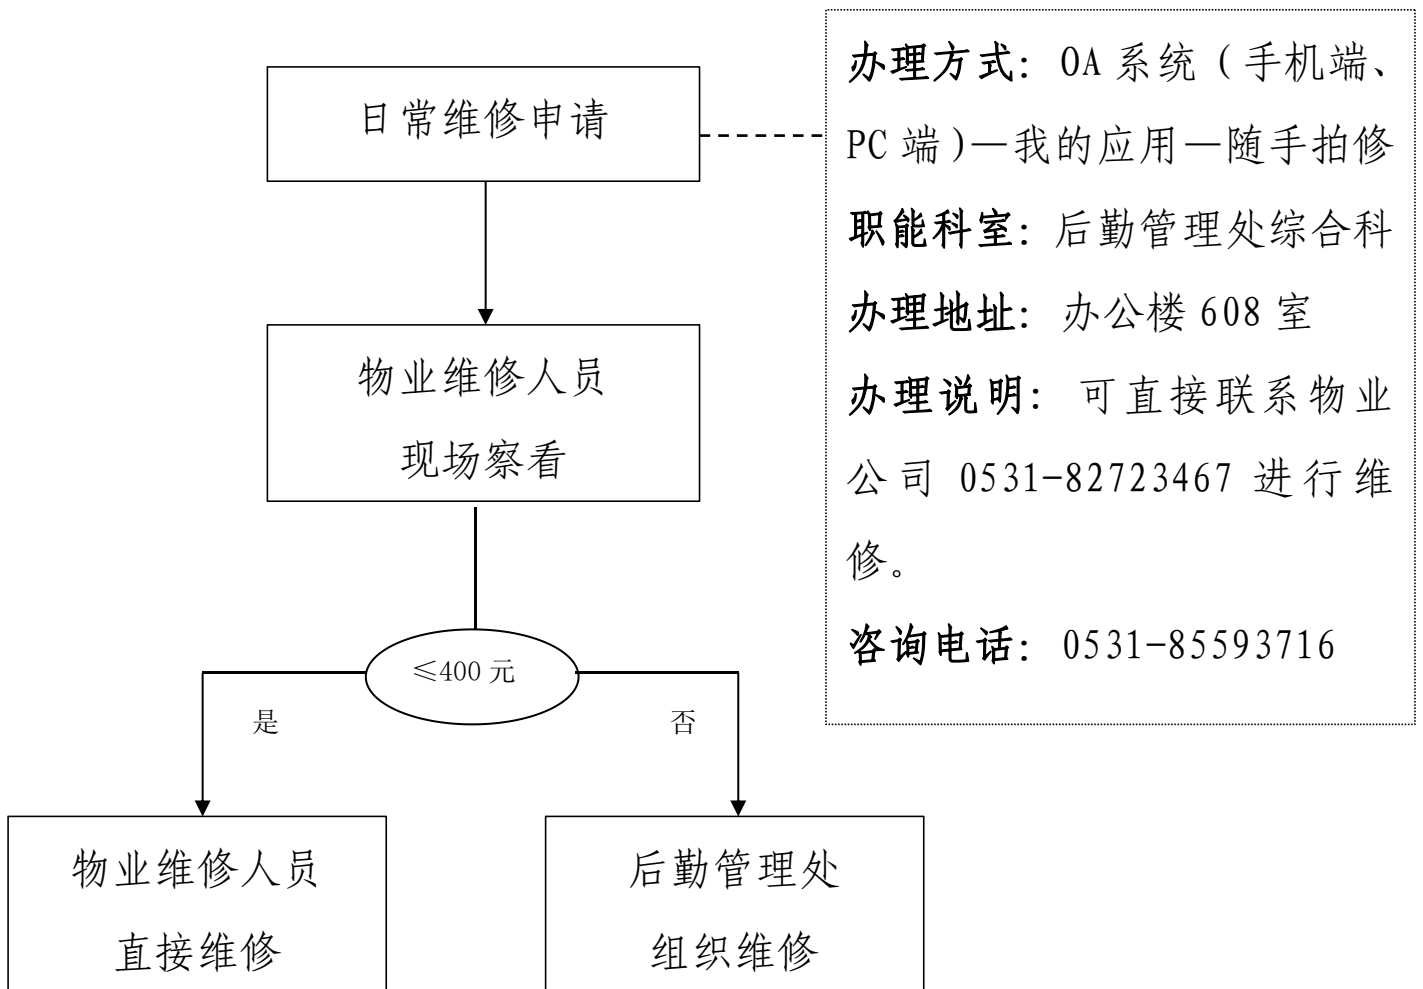 日常维修申请
办理方式：OA系统（手机端、
PC端）—我的应用—随手拍修
职能科室：后勤管理处综合科
办理地址：办公楼608室
办理说明：可直接联系物业
公司0531-82723467进行维
修。
咨询电话：0531-85593716
物业维修人员
现场察看
≤400元
是
否
物业维修人员
直接维修
后勤管理处
组织维修